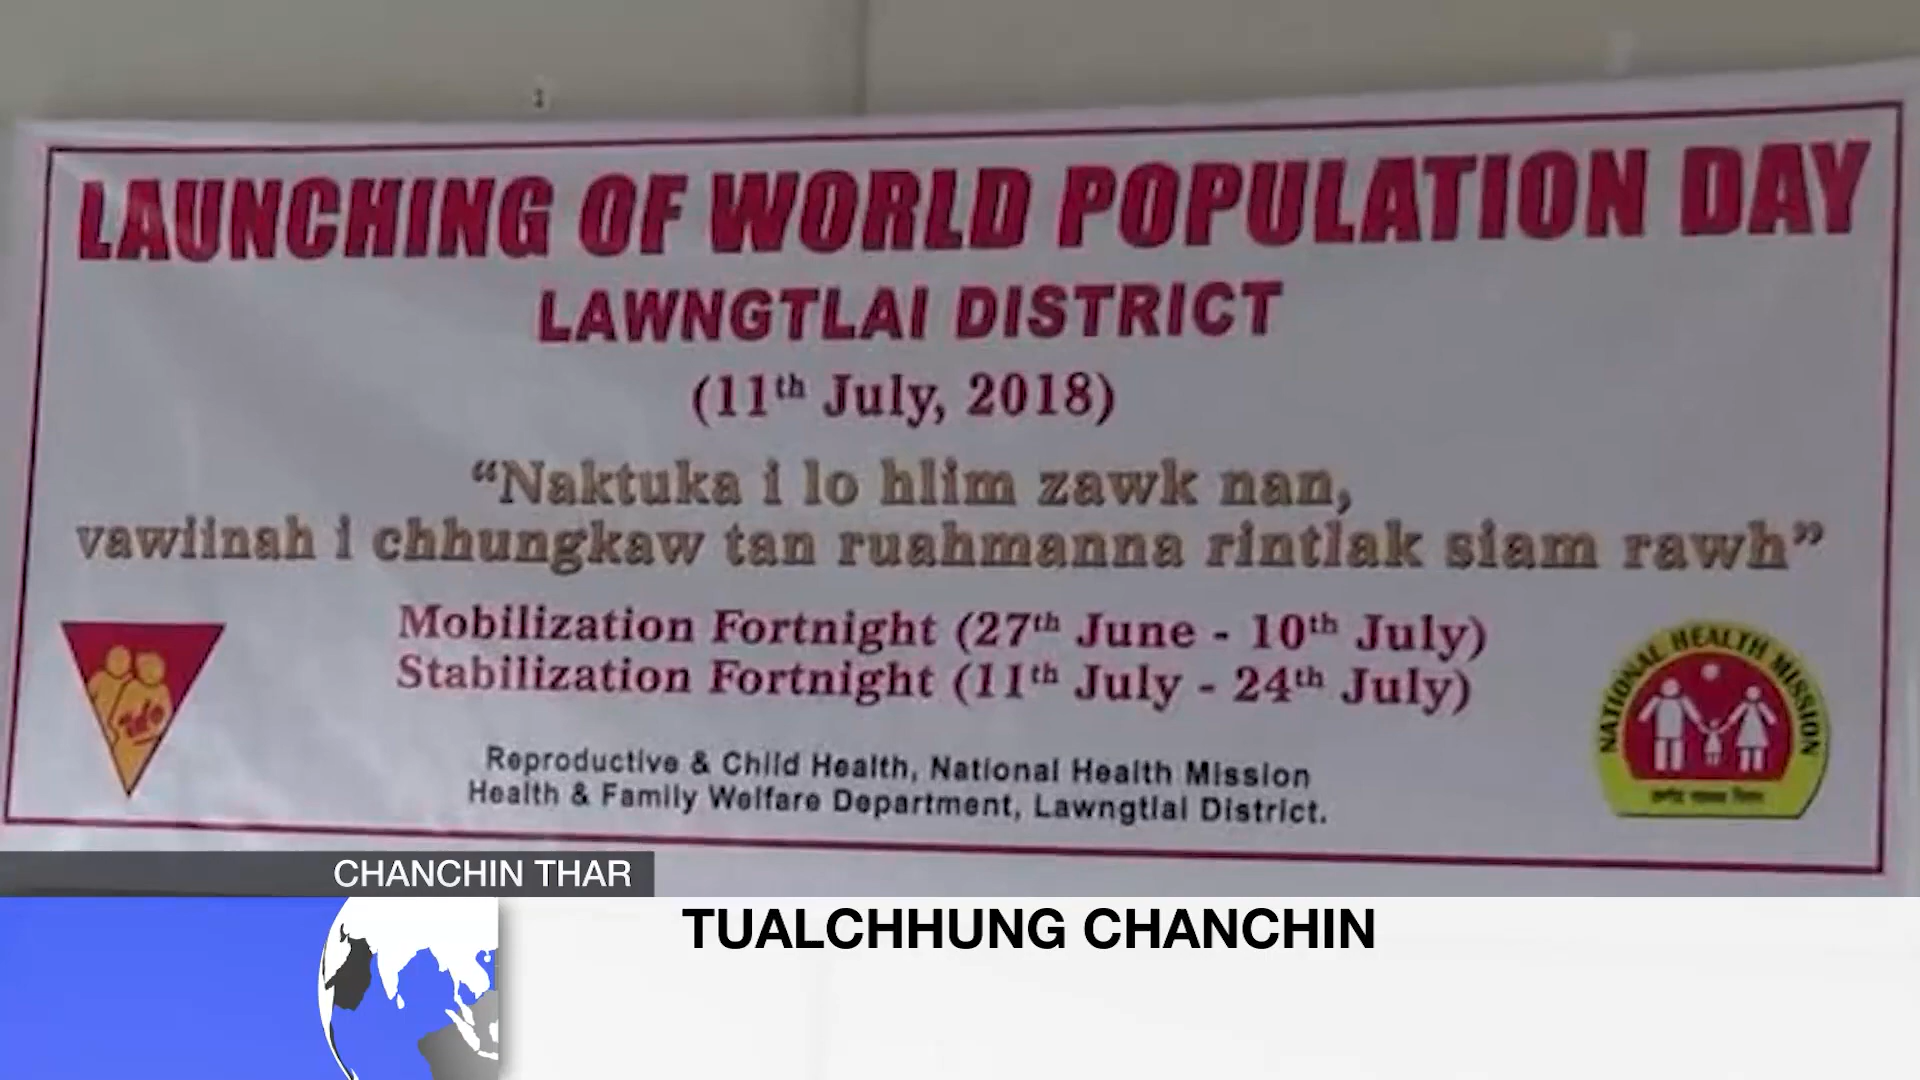 LAUNCHING OF WORLD POPULATION DAY
LAWNGTLAI DISTRICT
(11th July, 2018)
“Naktuka i lo hlim zawk nan,
vawiinah i chhungkaw tan ruahmanna rintlak siam rawh”
Mobilization Fortnight (27th June - 10th July)
Stabilization Fortnight (11th July - 24th July)
NATIONAL HEALTH MISSION
Reproductive & Child Health, National Health Mission
Health & Family Welfare Department, Lawngtlai District.
CHANCHIN THAR
TUALCHHUNG CHANCHIN